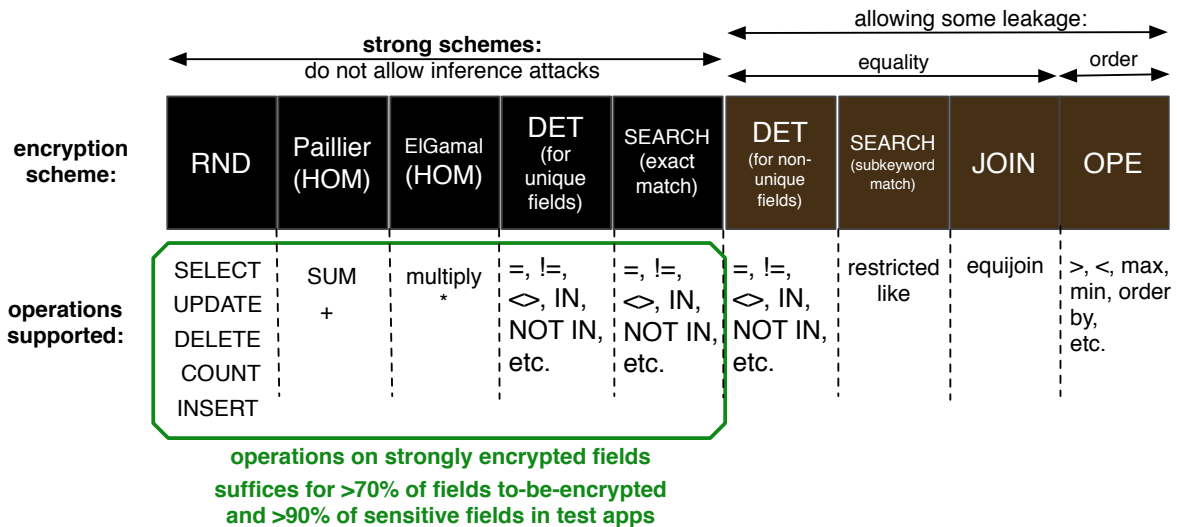 allowing some leakage:
strong schemes:
do not allow inference attacks
equality
order
encryption
scheme:
RND
Paillier
(HOM)
ElGamal
(HOM)
DET
(for
unique
fields)
SEARCH
(exact
match)
DET
(for non-
unique
fields)
SEARCH
(subkeyword
match)
JOIN
OPE
operations
supported:
SELECT
UPDATE
DELETE
COUNT
INSERT
SUM
+
multiply
*
=, !=,
<>, IN,
NOT IN,
etc.
=, !=,
<>, IN,
NOT IN,
etc.
=, !=,
<>, IN,
NOT IN,
etc.
restricted
like
equijoin
>, <, max,
min, order
by,
etc.
operations on strongly encrypted fields
suffices for >70% of fields to-be-encrypted
and >90% of sensitive fields in test apps